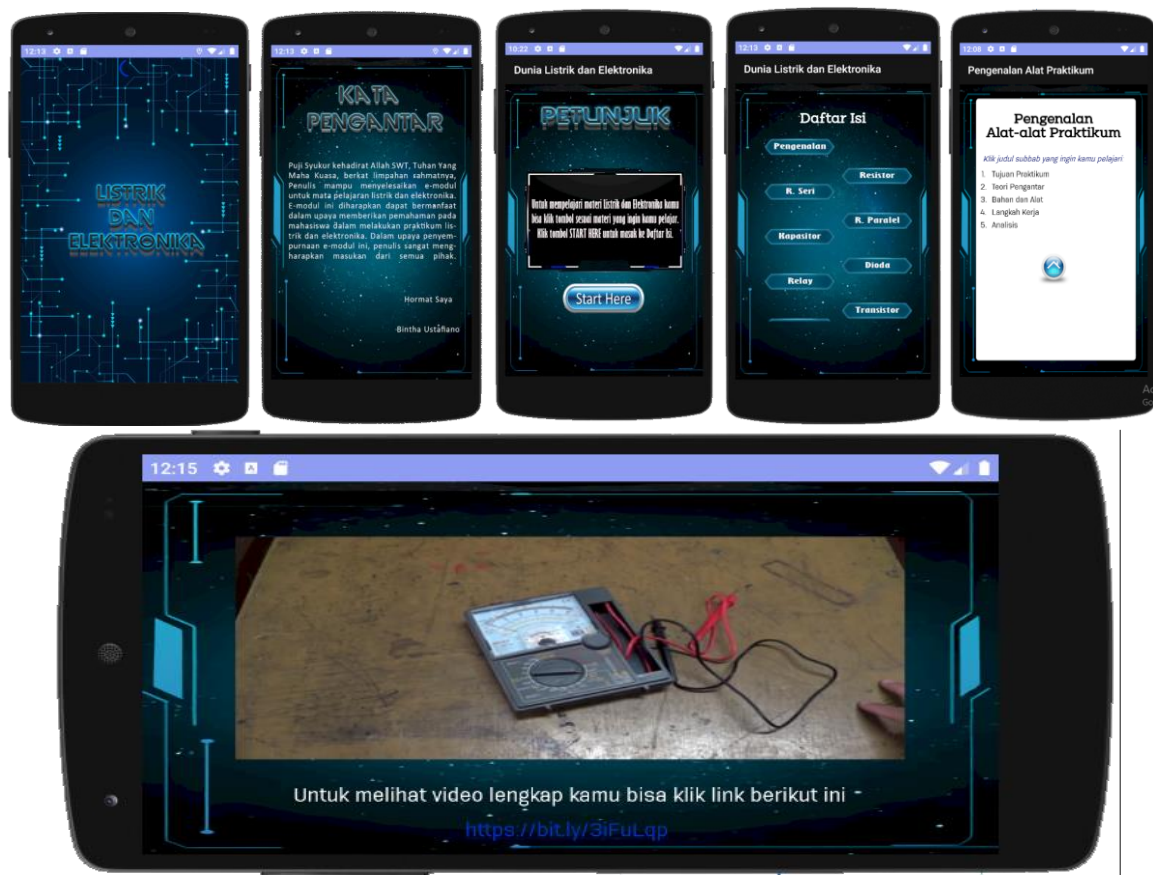 12:13
LISTRIK
DAN
ELEKTRONIKA
12:13
KATA
PENGANTAR
Puji Syukur kehadirat Allah SWT, Tuhan Yang
Maha Kuasa, berkat limpahan rahmatnya,
Penulis mampu menyelesaikan e-modul
untuk mata pelajaran listrik dan elektronika.
E-modul ini diharapkan dapat bermanfaat
dalam upaya memberikan pemahaman pada
mahasiswa dalam melakukan praktikum lis-
trik dan elektronika. Dalam upaya penyem-
purnaan e-modul ini, penulis sangat meng-
harapkan masukan dari semua pihak.
Hormat Saya
Bintha Ustafiano
10:22
Dunia Listrik dan Elektronika
PETUNJUK
Untuk mempelajari materi Listrik dan Elektronika kamu
bisa klik tombol sesuai materi yang ingin kamu pelajar.
Klik tombol START HERE untuk masuk ke Daftar Isi.
Start Here
12:13
Dunia Listrik dan Elektronika
Daftar Isi
Pengenalan
Resistor
R. Seri
R. Paralel
Kapasitor
Dioda
Relay
Transistor
12:09
Pengenalan Alat Praktikum
Pengenalan
Alat-alat Praktikum
Klik judul subbab yang ingin kamu pelajari
1. Tujuan Praktikum
2. Teori Pengantar
3. Bahan dan Alat
4. Langkah Kerja
5. Analisis
12:15
Untuk melihat video lengkap kamu bisa klik link berikut ini
https://bit.ly/3iFuLqp